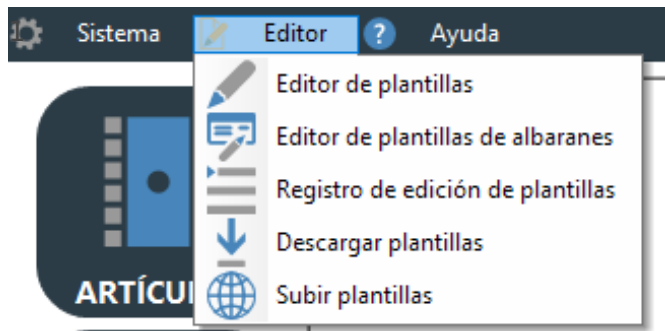 Sistema Editor ? Ayuda
Editor de plantillas
Editor de plantillas de albaranes
Registro de edición de plantillas
Descargar plantillas
Subir plantillas